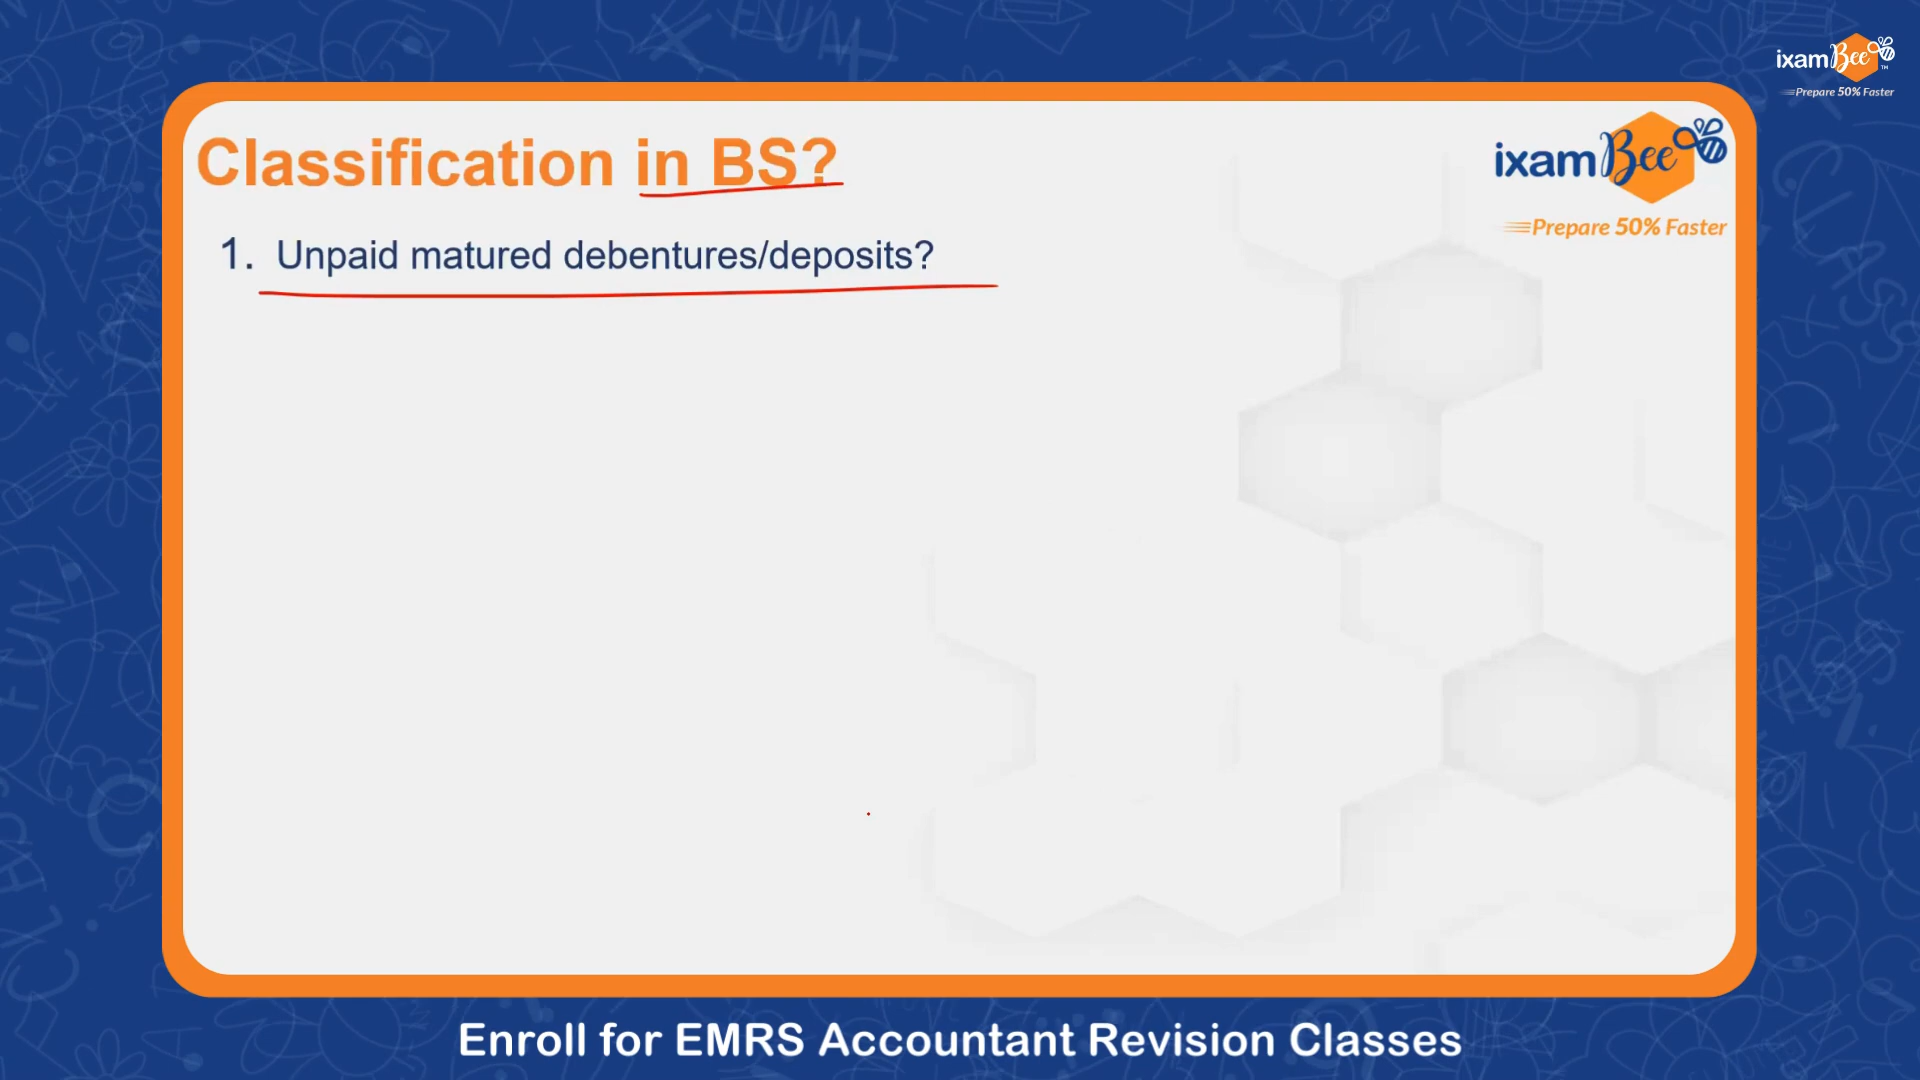 ixamBee™
Prepare 50% Faster
Classification in BS?
ixamBee
Prepare 50% Faster
1. Unpaid matured debentures/deposits?
Enroll for EMRS Accountant Revision Classes